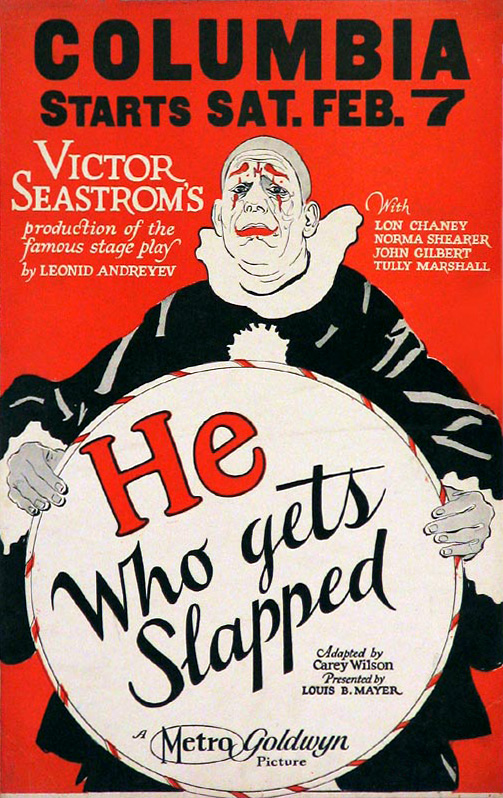 COLUMBIA
STARTS SAT. FEB. 7
VICTOR
SEASTROM'S
production of the
famous stage play
by LEONID ANDREYEV
With
LON CHANEY
NORMA SHEARER
JOHN GILBERT
TULLY MARSHALL
He
Who gets
Slapped
Adapted by
Carey Wilson
Presented by
LOUIS B. MAYER
A Metro Goldwyn
Picture